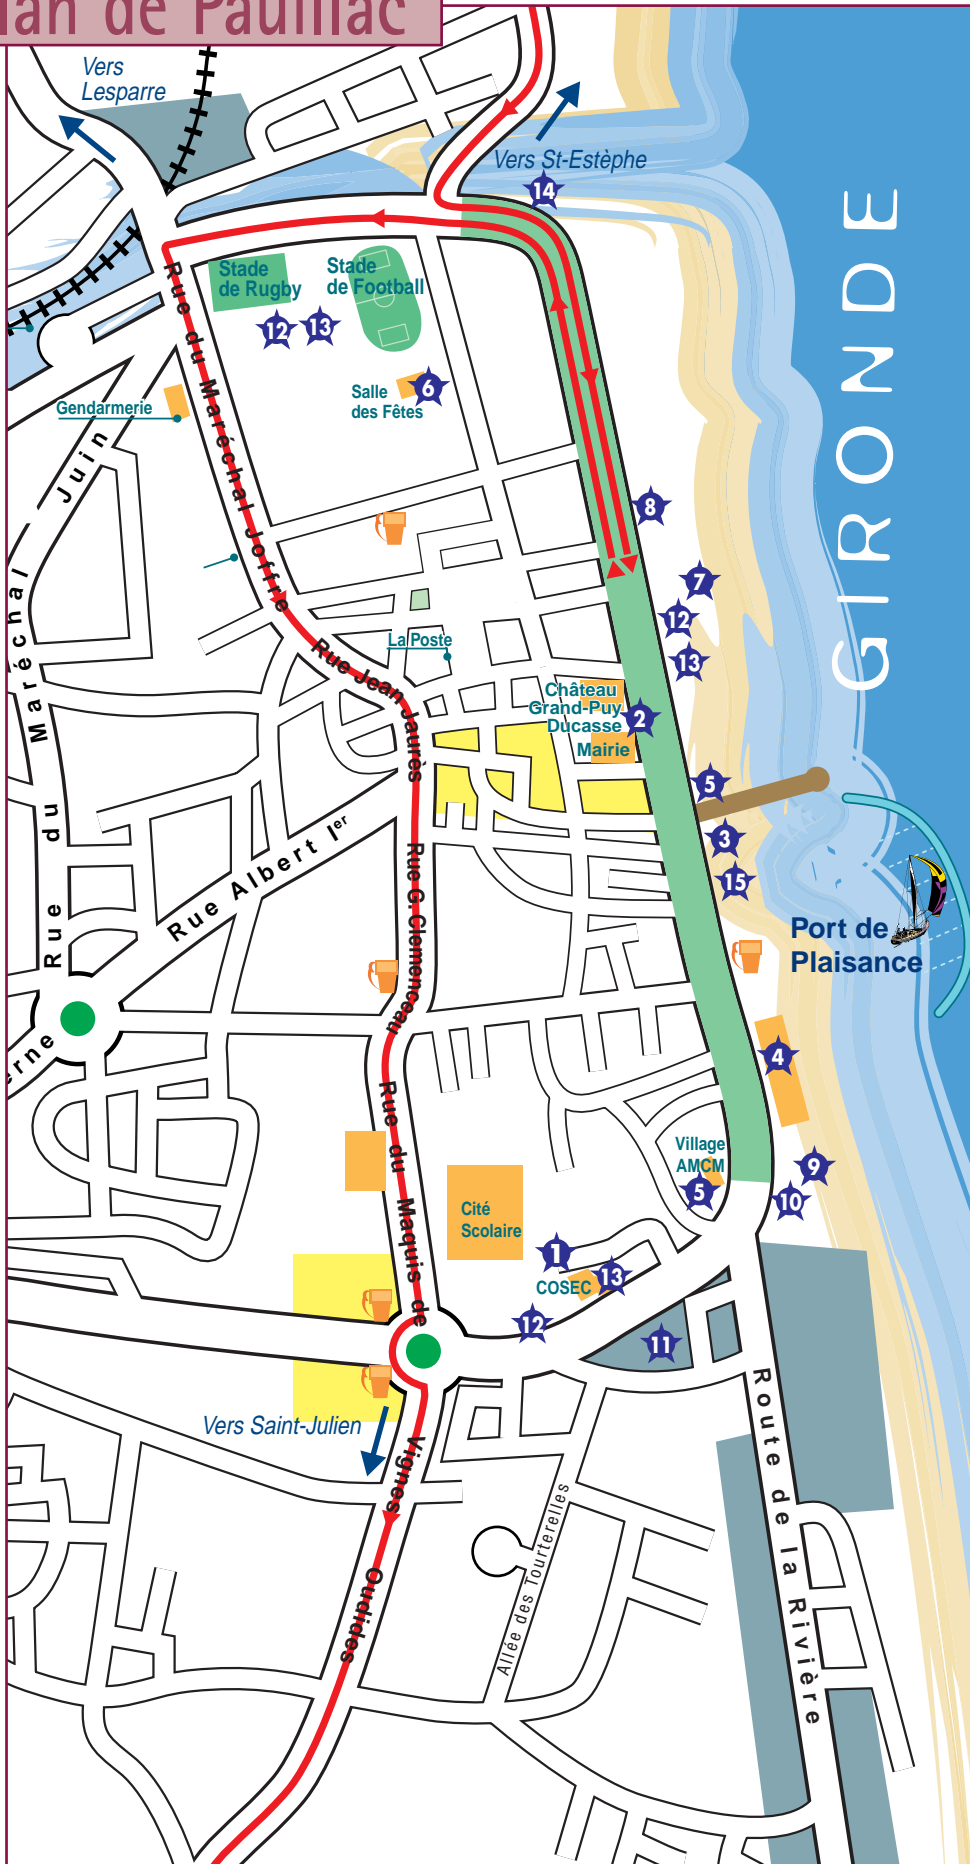 Plan de Pauillac
Vers
Lesparre
Vers St-Estèphe
14
GIRONDE
Stade
de Rugby
Stade
de Football
12
13
6
Salle
des Fêtes
Gendarmerie
Rue du Maréchal Joffre
Rue du Maréchal Juin
8
7
12
13
La Poste
Rue Jean Jaurès
Château
Grand-Puy
Ducasse
Mairie
2
5
3
15
Rue Albert Ier
Rue G. Clemenceau
Port de
Plaisance
erne
4
Rue du Maquis de Vignes Oudides
Village
AMCM
5
9
10
Cité
Scolaire
1
13
COSEC
12
11
Vers Saint-Julien
Route de la Rivière
Allée des Tourterelles